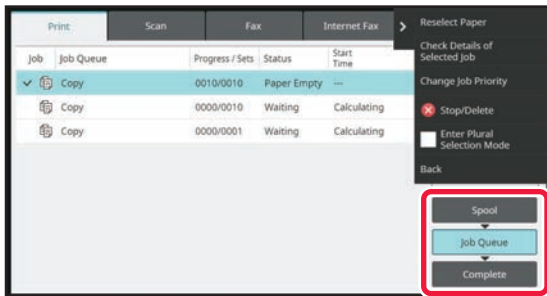 Print
Scan
Fax
Internet Fax
Job
Job Queue
Progress / Sets
Status
Start
Time
Copy
0010/0010
Paper Empty
---
Copy
0000/0010
Waiting
Calculating
Copy
0000/0001
Waiting
Calculating
Reselect Paper
Check Details of
Selected Job
Change Job Priority
Stop/Delete
Enter Plural
Selection Mode
Back
Spool
Job Queue
Complete